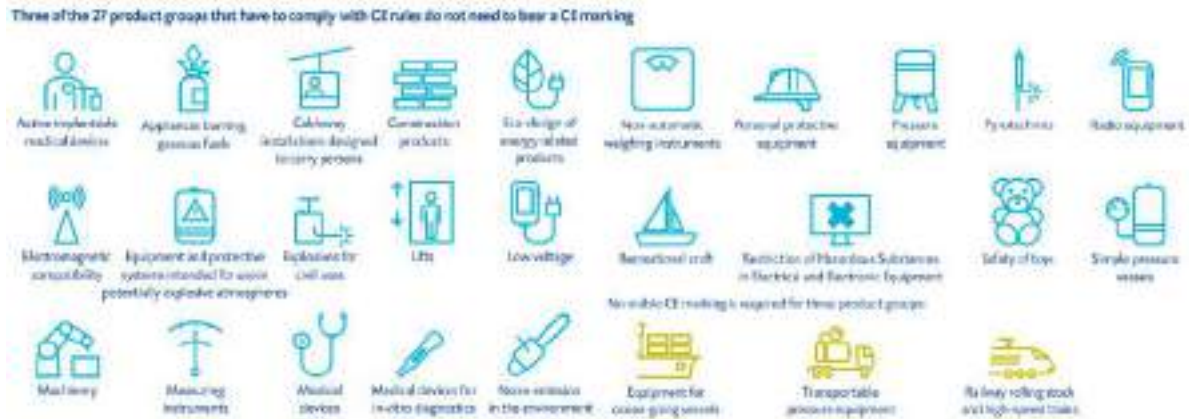 Three of the 27 product groups that have to comply with CE rules do not need to bear a CE marking
Active implantable
medical devices
Appliances burning
gaseous fuels
Cableway
installations designed
to carry persons
Construction
products
Eco-design of
energy related
products
Non-automatic
weighing instruments
Personal protective
equipment
Pressure
equipment
Pyrotechnics
Radio equipment
Electromagnetic
compatibility
Equipment and protective
systems intended for use in
potentially explosive atmospheres
Explosives for
civil uses
Lifts
Low voltage
Recreational craft
Restriction of Hazardous Substances
in Electrical and Electronic Equipment
Safety of toys
Simple pressure
vessels
No visible CE marking is required for three product groups
Machinery
Measuring
instruments
Medical
devices
Medical devices for
in-vitro diagnostics
Noise emission
in the environment
Equipment for
ocean-going vessels
Transportable
pressure equipment
Railway rolling stock
and high-speed trains